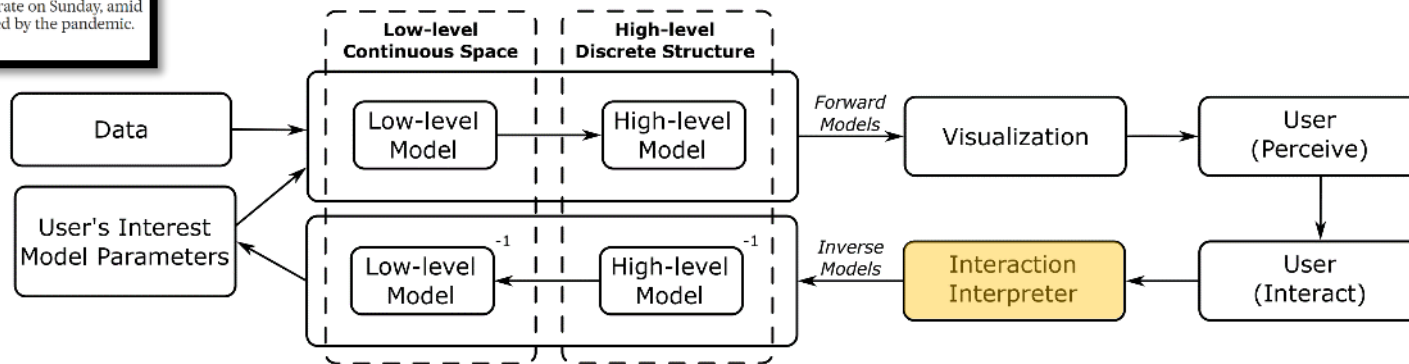 rate on Sunday, amid
ed by the pandemic.
Low-level
Continuous Space
High-level
Discrete Structure
Data
Low-level
Model
High-level
Model
Forward
Models
Visualization
User
(Perceive)
User's Interest
Model Parameters
Low-level
Model
-1
High-level
Model
-1
Inverse
Models
Interaction
Interpreter
User
(Interact)